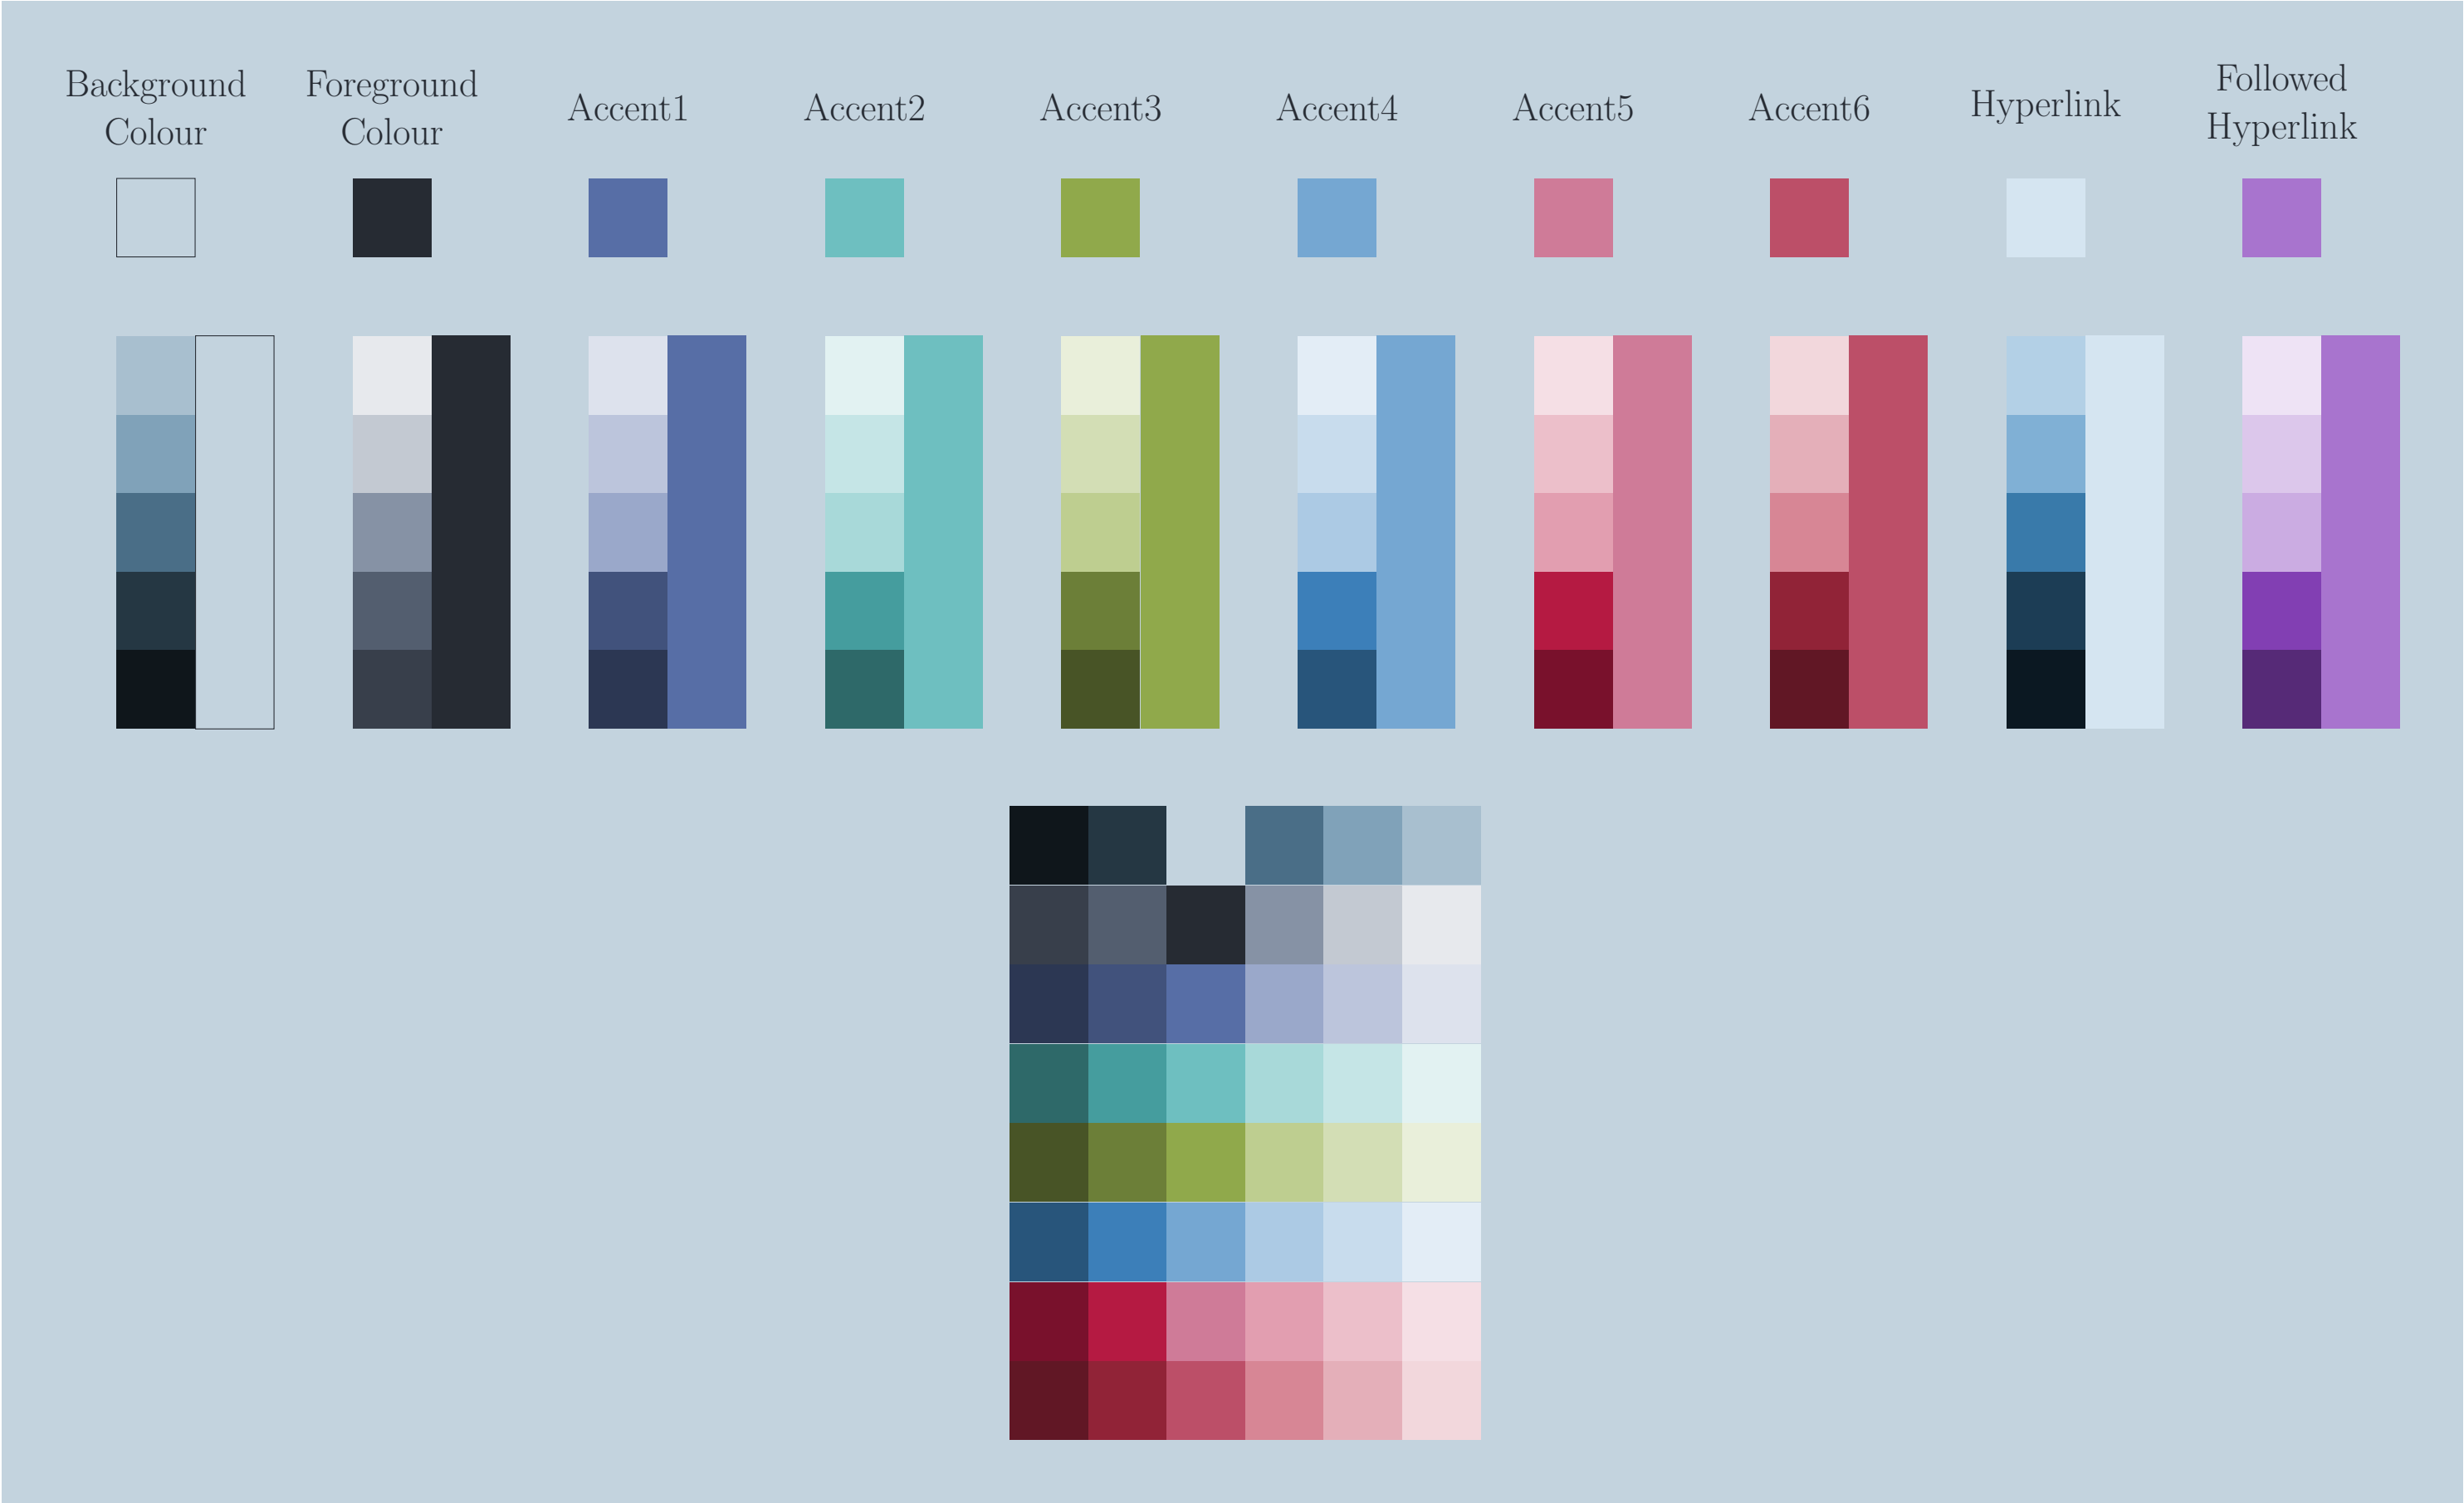 Background
Colour
Foreground
Colour
Accent1
Accent2
Accent3
Accent4
Accent5
Accent6
Hyperlink
Followed
Hyperlink